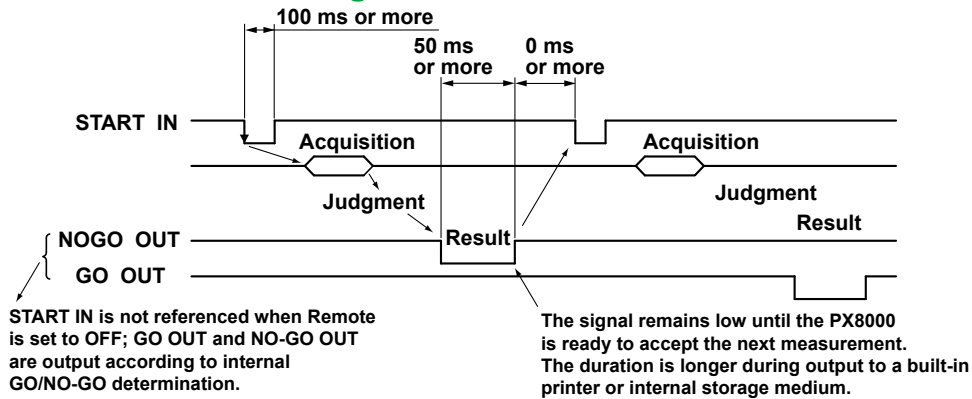 100 ms or more
50 ms
or more
0 ms
or more
START IN
Acquisition
Acquisition
Judgment
Judgment
Result
NOGO OUT
Result
GO OUT
START IN is not referenced when Remote
is set to OFF; GO OUT and NO-GO OUT
are output according to internal
GO/NO-GO determination.
The signal remains low until the PX8000
is ready to accept the next measurement.
The duration is longer during output to a built-in
printer or internal storage medium.